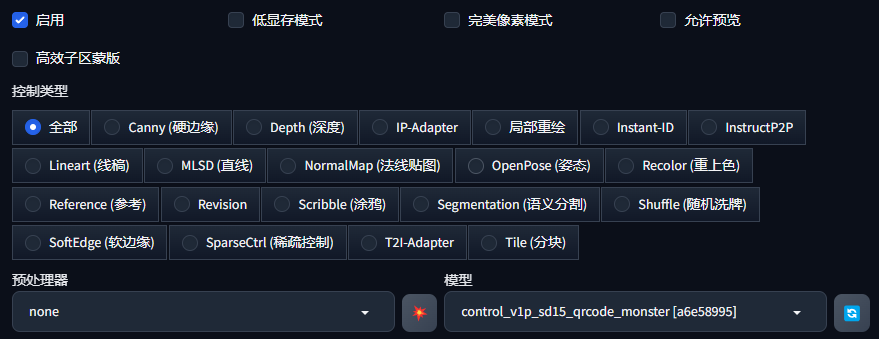 启用 低显存模式 完美像素模式 允许预览
高效子区蒙版
控制类型
全部 Canny (硬边缘) Depth (深度) IP-Adapter 局部重绘 Instant-ID InstructP2P
Lineart (线稿) MLSD (直线) NormalMap (法线贴图) OpenPose (姿态) Recolor (重上色)
Reference (参考) Revision Scribble (涂鸦) Segmentation (语义分割) Shuffle (随机洗牌)
SoftEdge (软边缘) SparseCtrl (稀疏控制) T2I-Adapter Tile (分块)
预处理器 模型
none control_v1p_sd15_qrcode_monster [a6e58995]